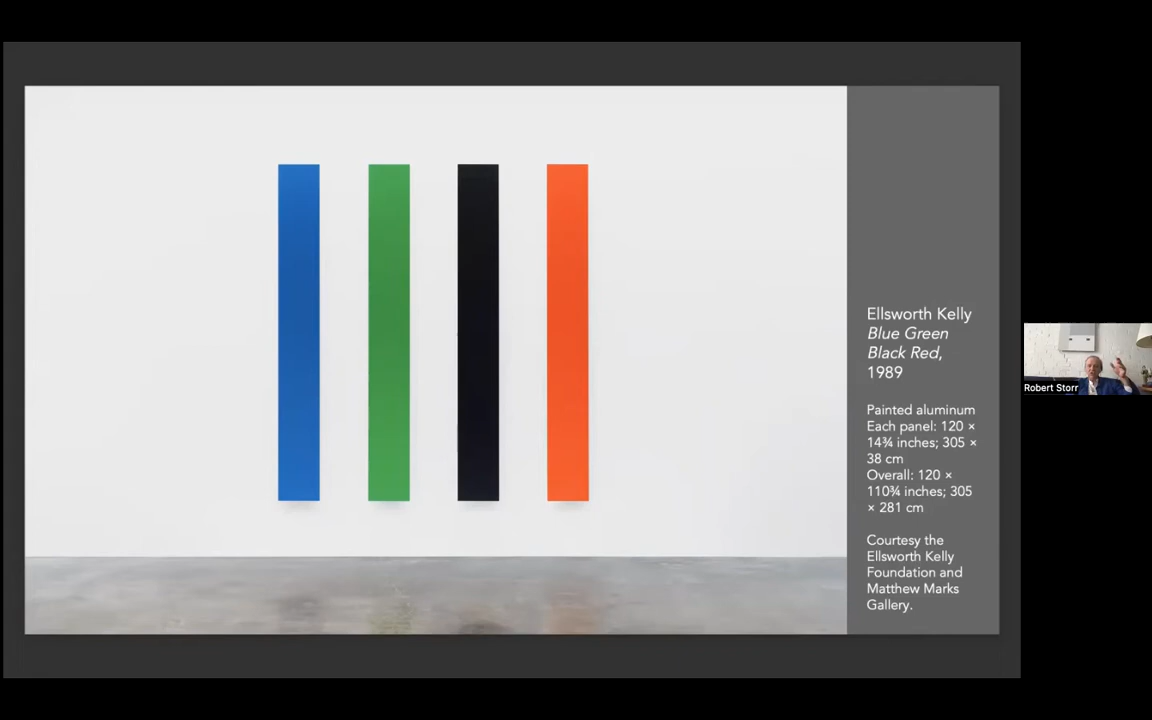 Ellsworth Kelly
Blue Green
Black Red,
1989
Painted aluminum
Each panel: 120 ×
14¾ inches; 305 ×
38 cm
Overall: 120 ×
110¾ inches; 305
× 281 cm
Courtesy the
Ellsworth Kelly
Foundation and
Matthew Marks
Gallery.
Robert Storr